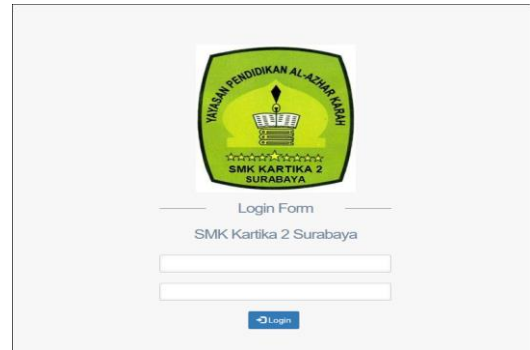 YAYASAN PENDIDIKAN AL-AZHAR KARAH
SMK KARTIKA 2
SURABAYA
Login Form
SMK Kartika 2 Surabaya
Login